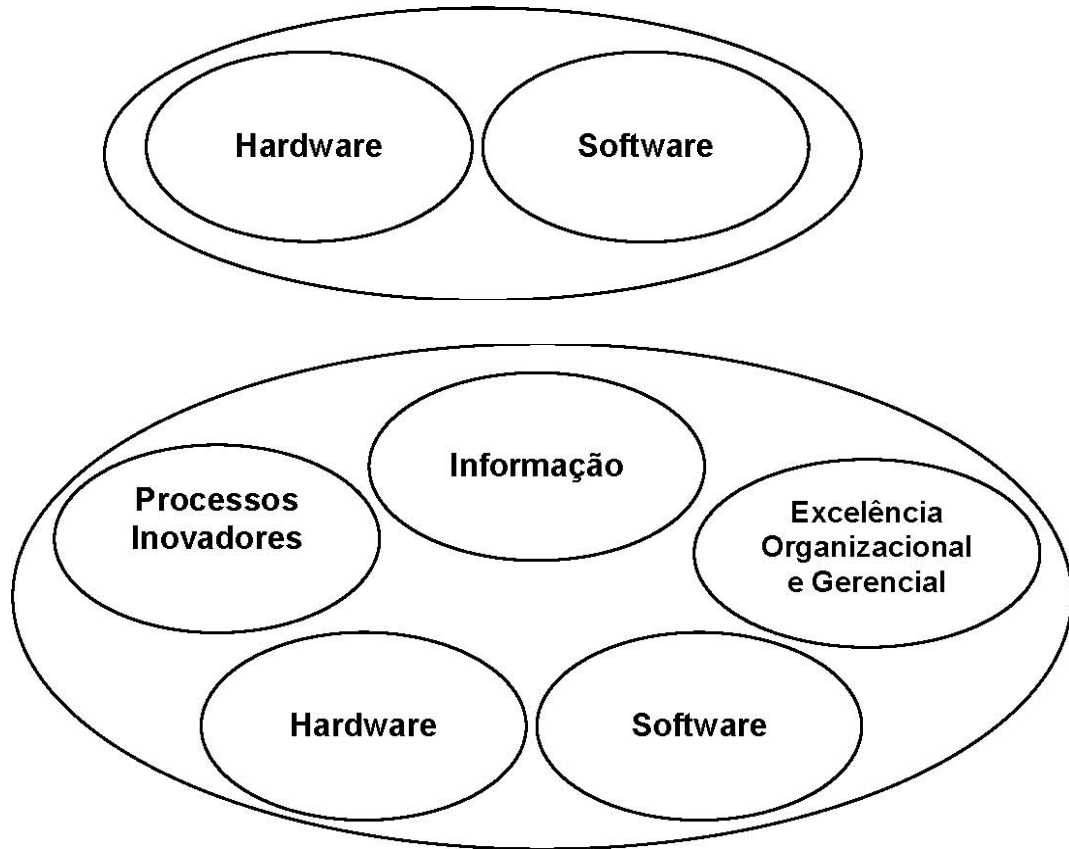 Hardware
Software
Informação
Processos
Inovadores
Excelência
Organizacional
e Gerencial
Hardware
Software